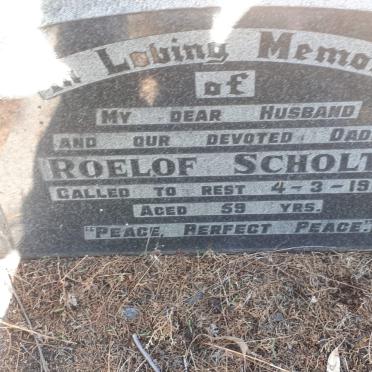 In Loving Memo
of
MY DEAR HUSBAND
AND OUR DEVOTED DAD
ROELOF SCHOLT
CALLED TO REST 4-3-19
AGED 59 YRS.
"PEACE, PERFECT PEACE."